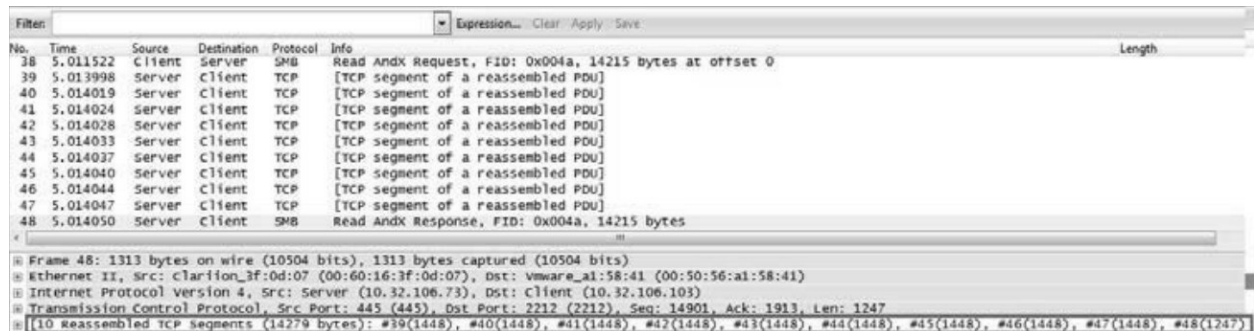 Filter: Expression... Clear Apply Save
No. Time Source Destination Protocol Info Length
38 5.011522 Client Server SMB Read AndX Request, FID: 0x004a, 14215 bytes at offset 0
39 5.013998 Server Client TCP [TCP segment of a reassembled PDU]
40 5.014019 Server Client TCP [TCP segment of a reassembled PDU]
41 5.014024 Server Client TCP [TCP segment of a reassembled PDU]
42 5.014028 Server Client TCP [TCP segment of a reassembled PDU]
43 5.014033 Server Client TCP [TCP segment of a reassembled PDU]
44 5.014037 Server Client TCP [TCP segment of a reassembled PDU]
45 5.014040 Server Client TCP [TCP segment of a reassembled PDU]
46 5.014044 Server Client TCP [TCP segment of a reassembled PDU]
47 5.014047 Server Client TCP [TCP segment of a reassembled PDU]
48 5.014050 Server Client SMB Read AndX Response, FID: 0x004a, 14215 bytes
Frame 48: 1313 bytes on wire (10504 bits), 1313 bytes captured (10504 bits)
Ethernet II, Src: Clariion_3f:0d:07 (00:60:16:3f:0d:07), Dst: Vmware_a1:58:41 (00:50:56:a1:58:41)
Internet Protocol Version 4, Src: Server (10.32.106.73), Dst: Client (10.32.106.103)
Transmission Control Protocol, Src Port: 445 (445), Dst Port: 2212 (2212), Seq: 14901, Ack: 1913, Len: 1247
[10 Reassembled TCP Segments (14279 bytes): #39(1448), #40(1448), #41(1448), #42(1448), #43(1448), #44(1448), #45(1448), #46(1448), #47(1448), #48(1247)]